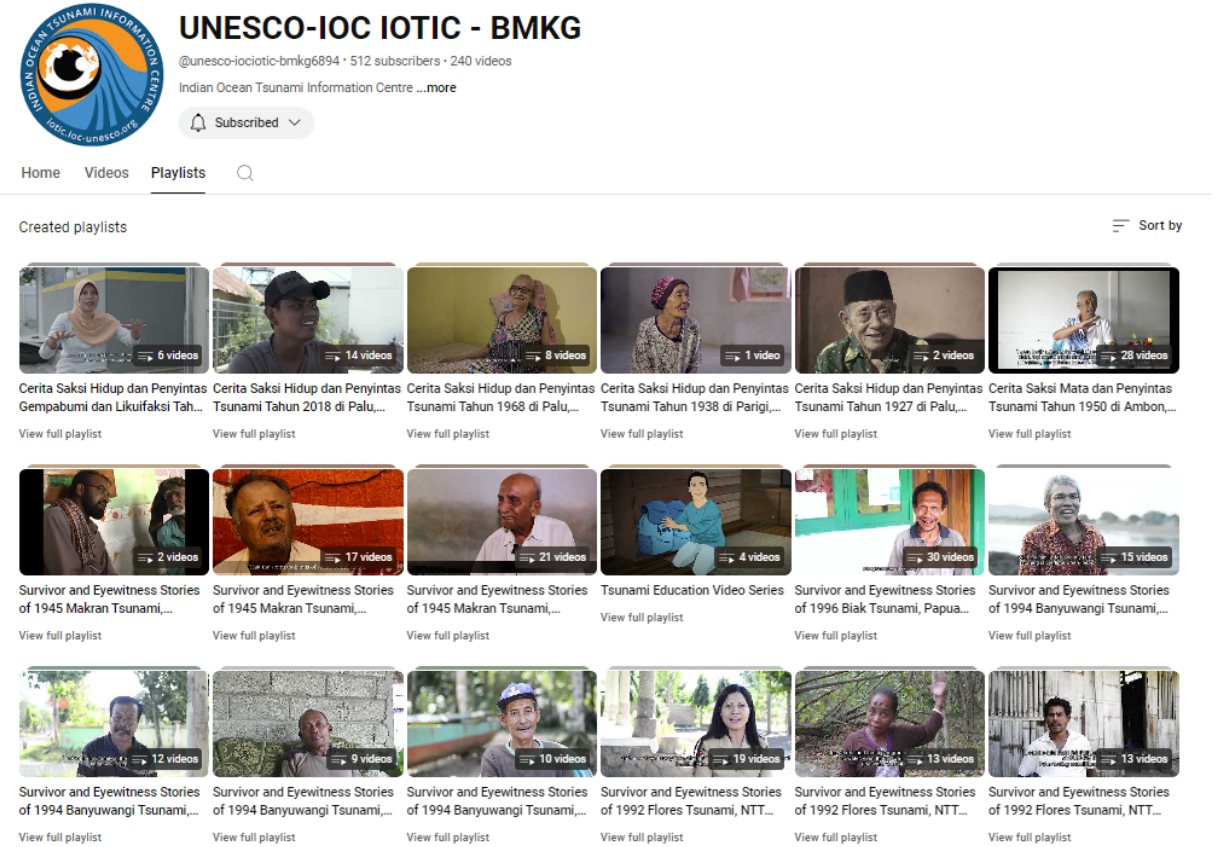 INDIAN OCEAN TSUNAMI INFORMATION CENTRE
iotic.ioc-unesco.org
UNESCO-IOC IOTIC - BMKG
@unesco-iociotic-bmkg6894 · 512 subscribers · 240 videos
Indian Ocean Tsunami Information Centre ...more
Subscribed
Home Videos Playlists
Created playlists
Sort by
6 videos
14 videos
8 videos
1 video
2 videos
28 videos
Cerita Saksi Hidup dan Penyintas
Gempabumi dan Likuifaksi Tah...
View full playlist
Cerita Saksi Hidup dan Penyintas
Tsunami Tahun 2018 di Palu,...
View full playlist
Cerita Saksi Hidup dan Penyintas
Tsunami Tahun 1968 di Palu,...
View full playlist
Cerita Saksi Hidup dan Penyintas
Tsunami Tahun 1938 di Parigi,...
View full playlist
Cerita Saksi Hidup dan Penyintas
Tsunami Tahun 1927 di Palu,...
View full playlist
Cerita Saksi Mata dan Penyintas
Tsunami Tahun 1950 di Ambon,...
View full playlist
2 videos
17 videos
21 videos
4 videos
30 videos
15 videos
Survivor and Eyewitness Stories
of 1945 Makran Tsunami,...
View full playlist
Survivor and Eyewitness Stories
of 1945 Makran Tsunami,...
View full playlist
Survivor and Eyewitness Stories
of 1945 Makran Tsunami,...
View full playlist
Tsunami Education Video Series
View full playlist
Survivor and Eyewitness Stories
of 1996 Biak Tsunami, Papua...
View full playlist
Survivor and Eyewitness Stories
of 1994 Banyuwangi Tsunami,...
View full playlist
12 videos
9 videos
10 videos
19 videos
13 videos
13 videos
Survivor and Eyewitness Stories
of 1994 Banyuwangi Tsunami,...
View full playlist
Survivor and Eyewitness Stories
of 1994 Banyuwangi Tsunami,...
View full playlist
Survivor and Eyewitness Stories
of 1994 Banyuwangi Tsunami,...
View full playlist
Survivor and Eyewitness Stories
of 1992 Flores Tsunami, NTT...
View full playlist
Survivor and Eyewitness Stories
of 1992 Flores Tsunami, NTT...
View full playlist
Survivor and Eyewitness Stories
of 1992 Flores Tsunami, NTT...
View full playlist